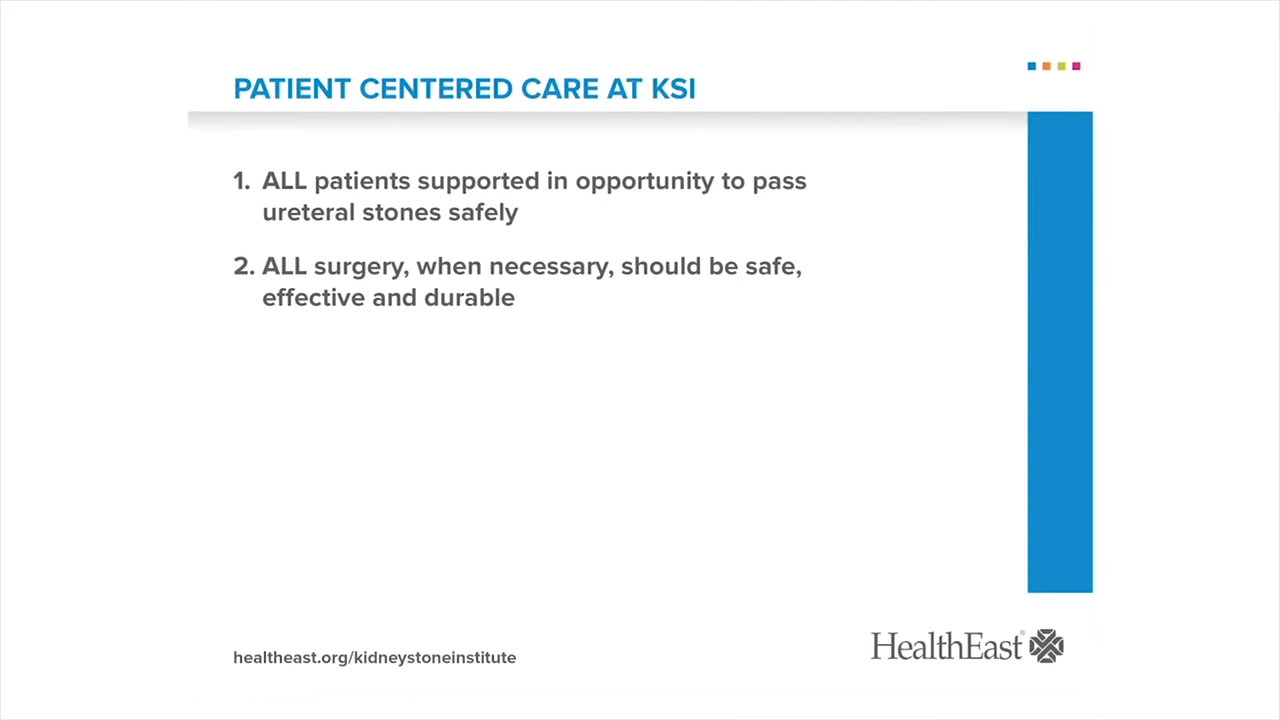 PATIENT CENTERED CARE AT KSI
1. ALL patients supported in opportunity to pass
ureteral stones safely
2. ALL surgery, when necessary, should be safe,
effective and durable
healtheast.org/kidneystoneinstitute
HealthEast®